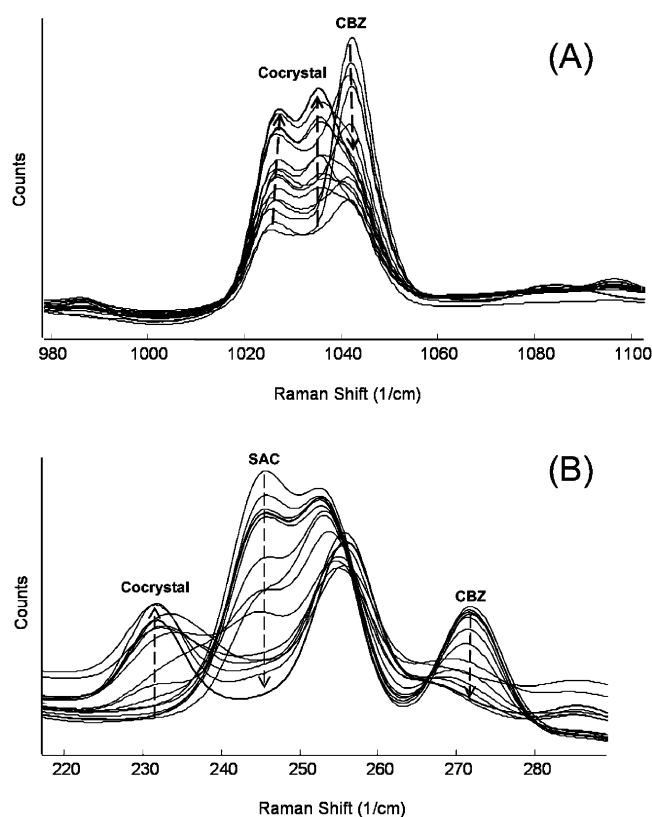 CBZ
(A)
Cocrystal
Counts
980 1000 1020 1040 1060 1080 1100
Raman Shift (1/cm)
SAC
(B)
Cocrystal
CBZ
Counts
220 230 240 250 260 270 280
Raman Shift (1/cm)